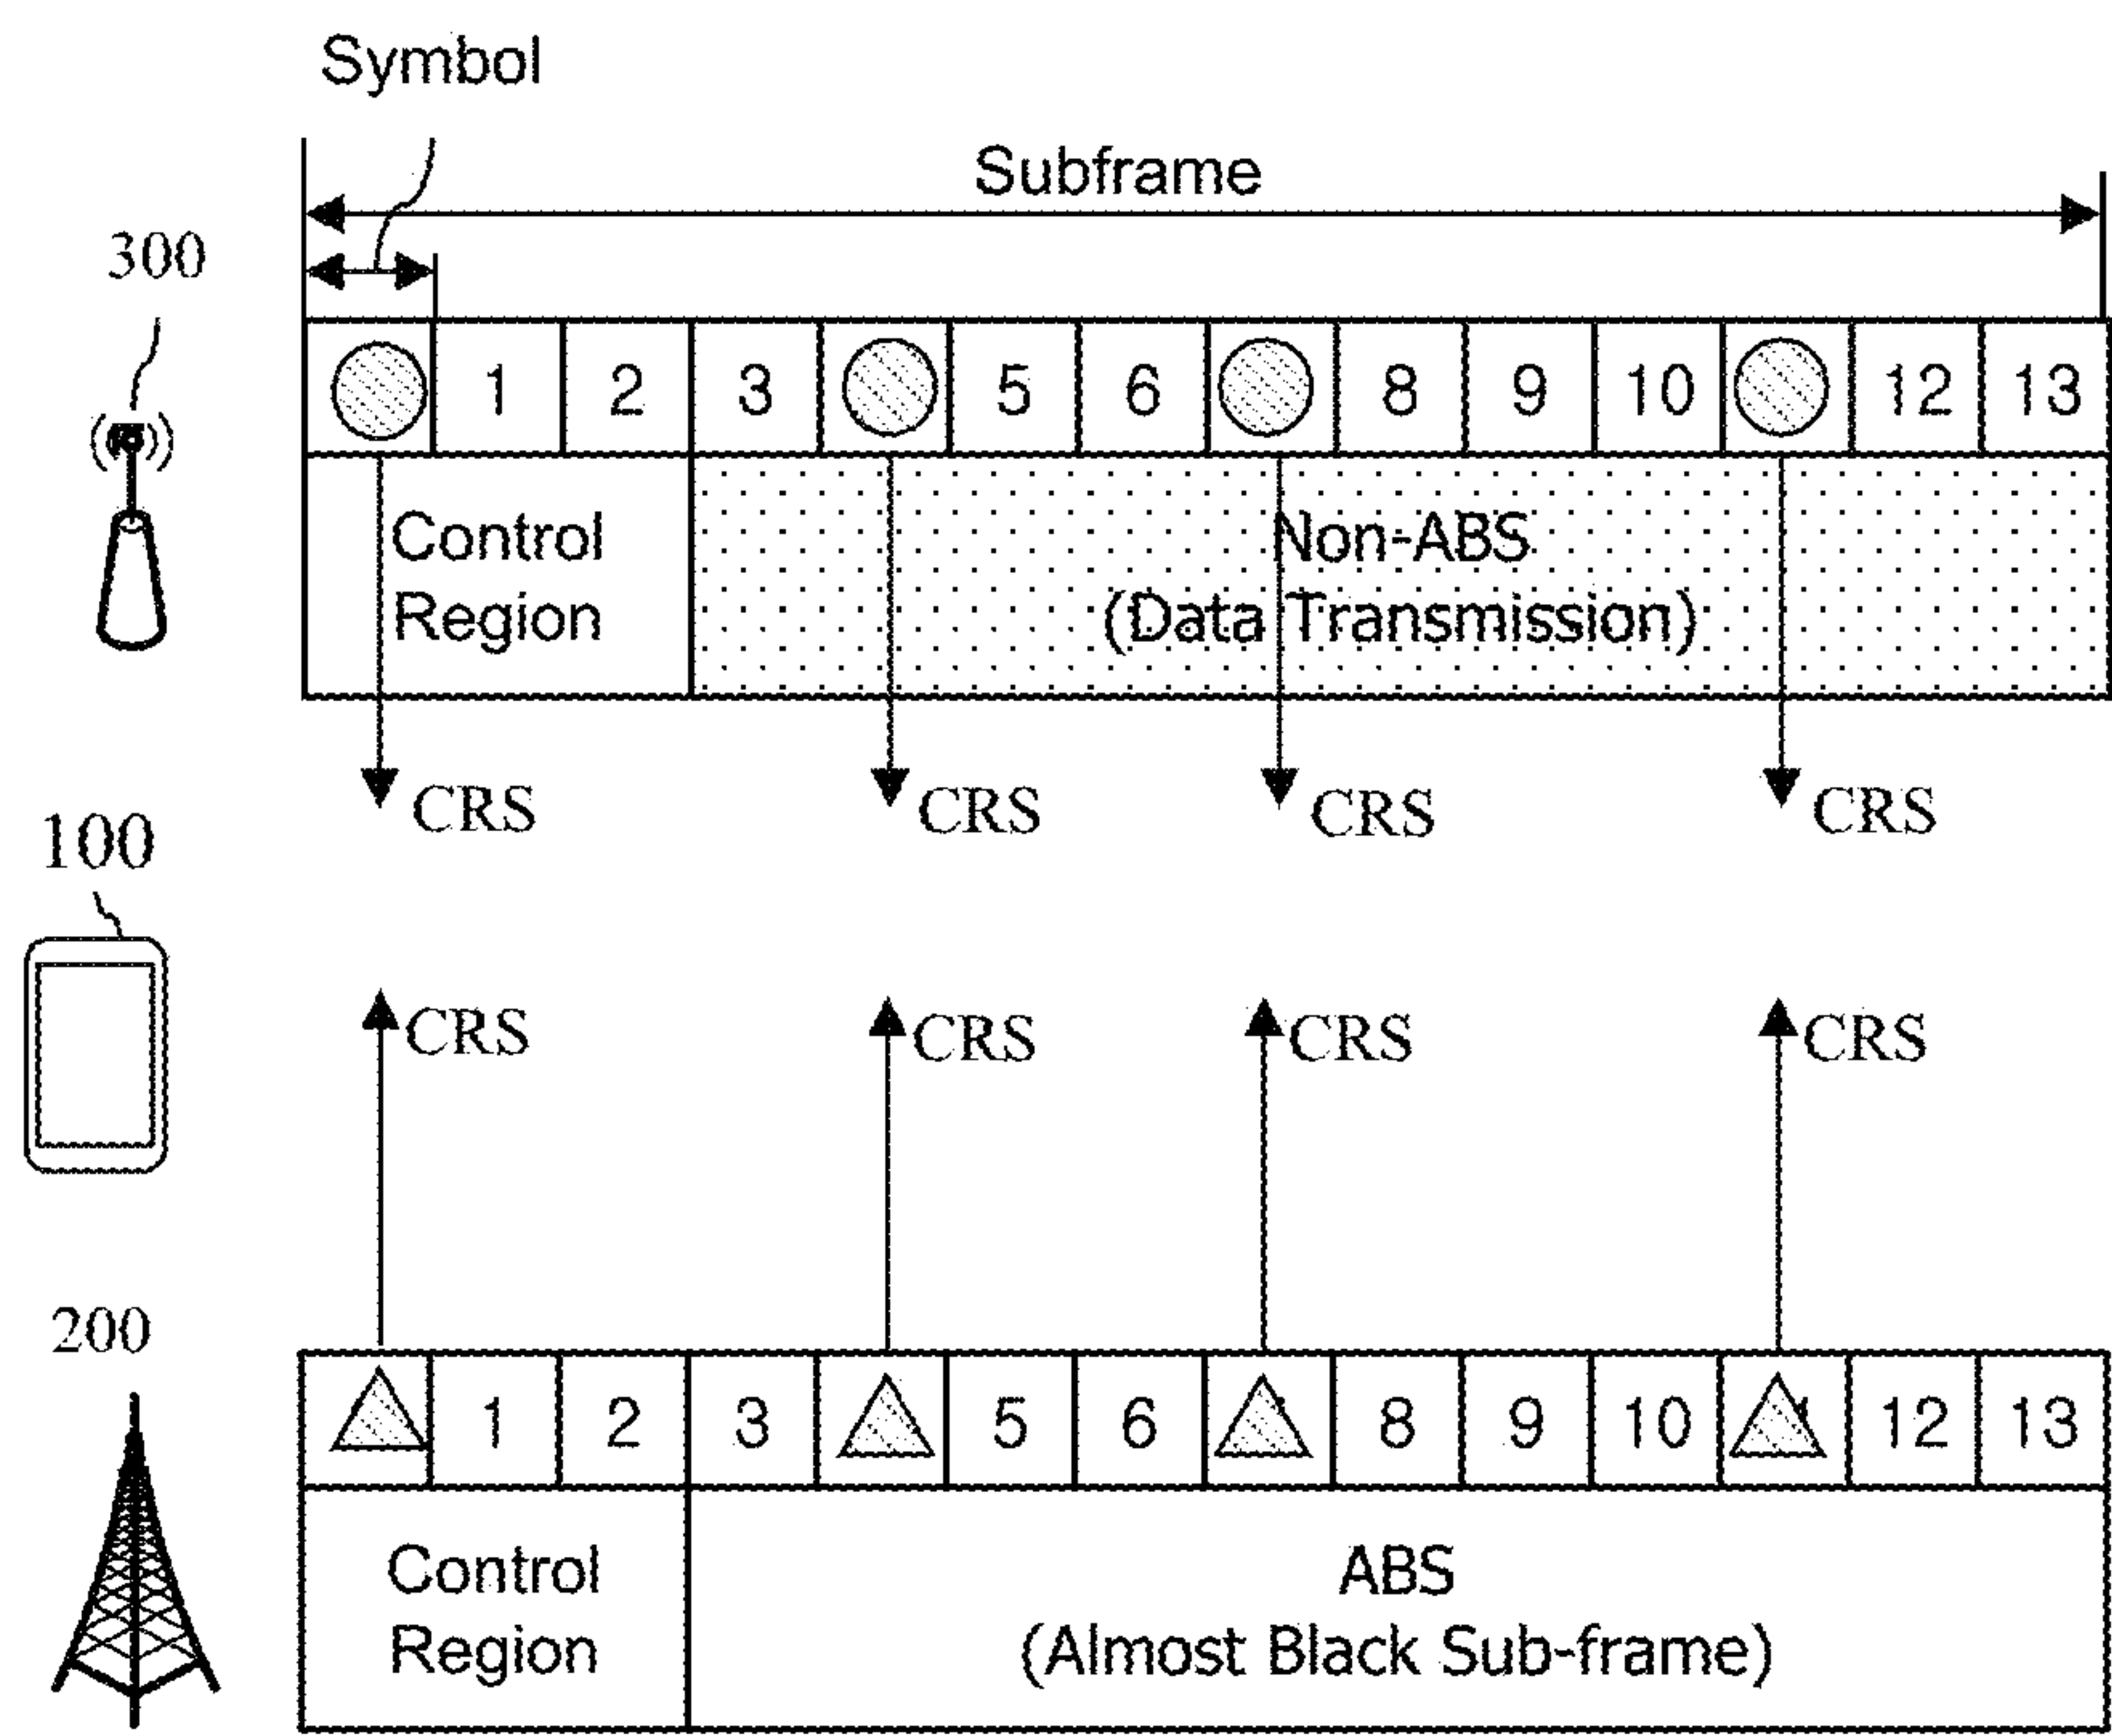 Symbol
Subframe
300
1 2 3 5 6 8 9 10 12 13
Control
Region
Non-ABS
(Data Transmission)
CRS CRS CRS CRS
100
CRS CRS CRS CRS
200
1 2 3 5 6 8 9 10 12 13
Control
Region
ABS
(Almost Black Sub-frame)